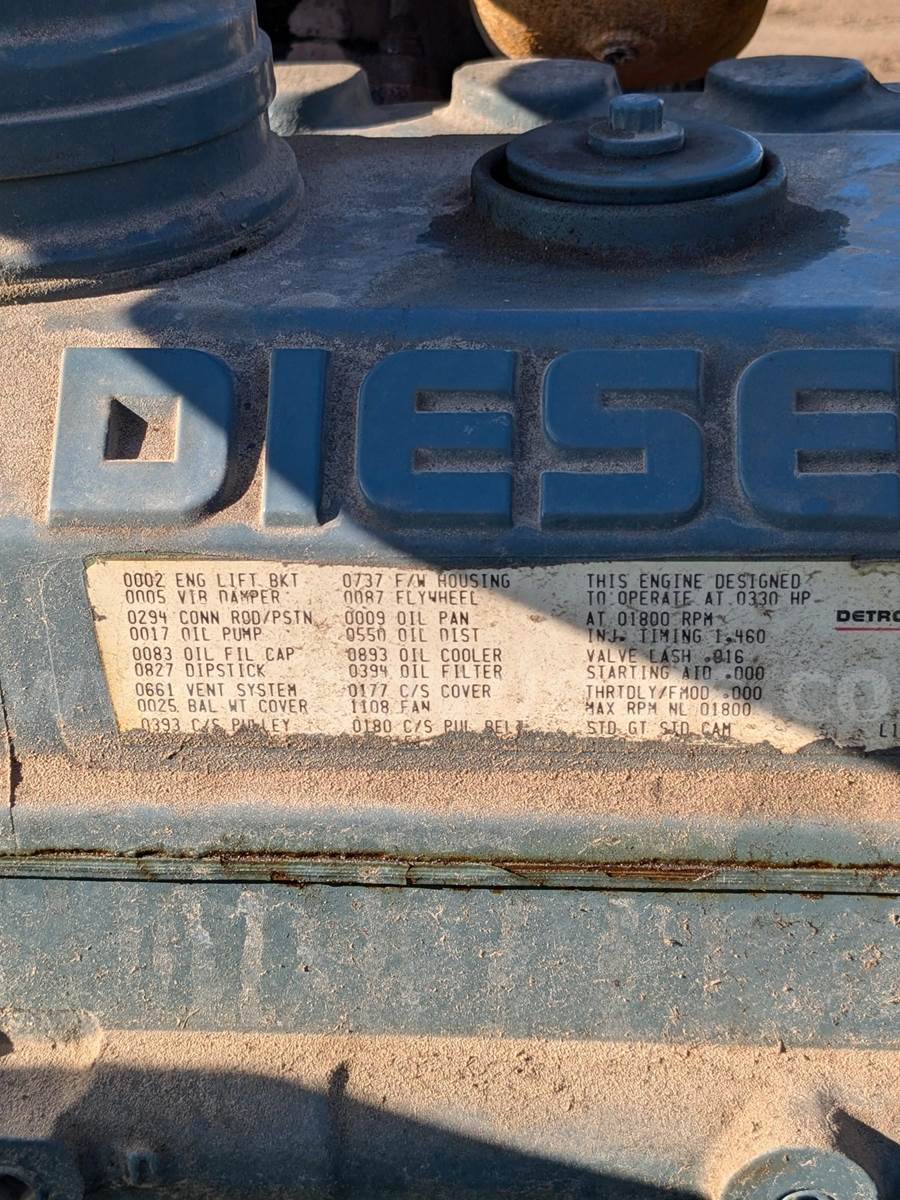 DIESE
0002 ENG LIFT BKT
0005 VIB DAMPER
0294 CONN ROD/PSTN
0017 OIL PUMP
0083 OIL FIL CAP
0827 DIPSTICK
0661 VENT SYSTEM
0025 BAL WT COVER
0393 C/S PULLEY
0737 F/W HOUSING
0087 FLYWHEEL
0009 OIL PAN
0550 OIL DIST
0893 OIL COOLER
0394 OIL FILTER
0177 C/S COVER
1108 FAN
0180 C/S PUL BELT
THIS ENGINE DESIGNED
TO OPERATE AT 0330 HP
AT 01800 RPM
INJ. TIMING 1.460
VALVE LASH .016
STARTING AID .000
THRTDLY/FMOD .000
MAX RPM NL 01800
STD GT STD CAM
DETRO